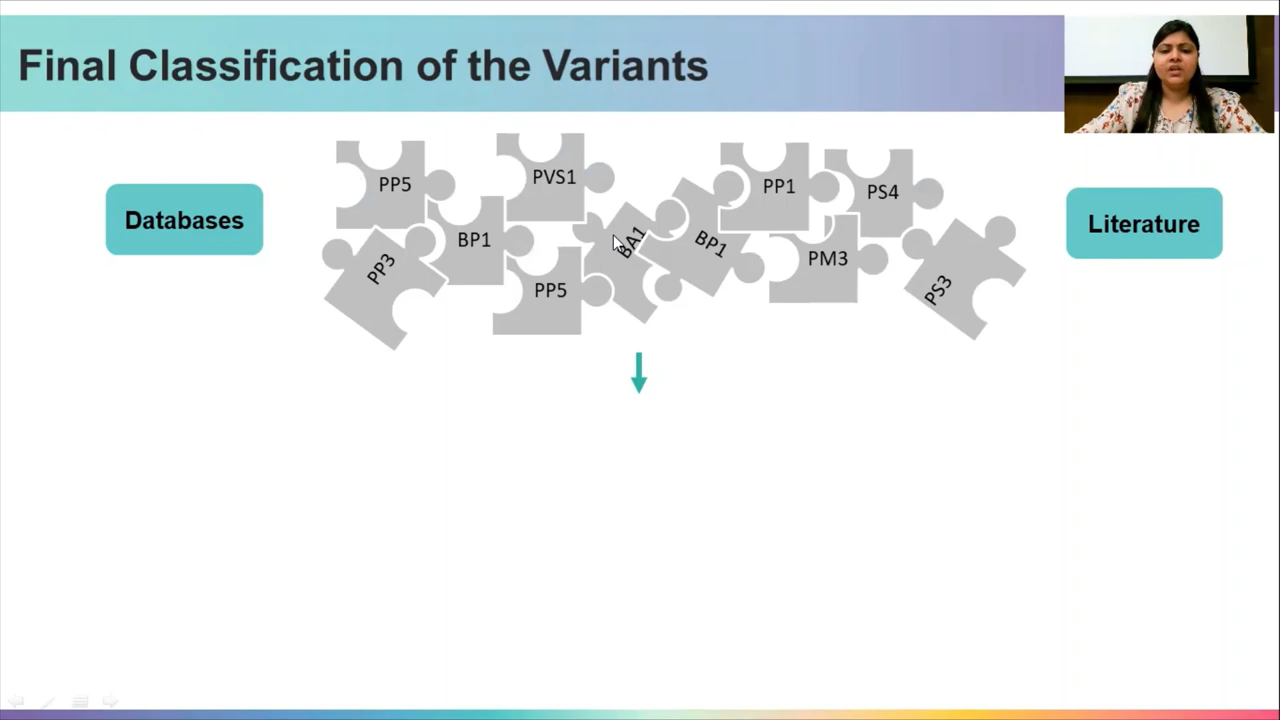 Final Classification of the Variants
Databases
PP5
PVS1
PP1
PS4
Literature
BP1
BA1
BP1
PM3
PP3
PP5
PS3